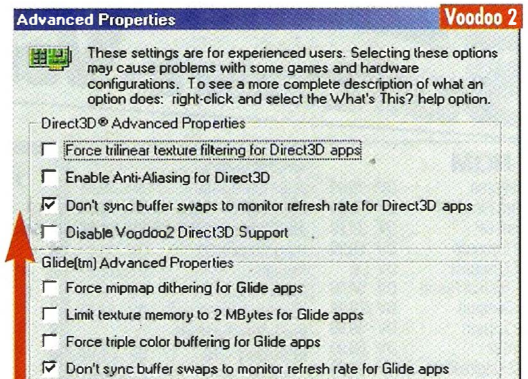 Advanced Properties
Voodoo 2
These settings are for experienced users. Selecting these options
may cause problems with some games and hardware
configurations. To see a more complete description of what an
option does: right-click and select the What's This? help option.
Direct3D® Advanced Properties
Force trilinear texture filtering for Direct3D apps
Enable Anti-Aliasing for Direct3D
Don't sync buffer swaps to monitor refresh rate for Direct3D apps
Disable Voodoo2 Direct3D Support
Glide(tm) Advanced Properties
Force mipmap dithering for Glide apps
Limit texture memory to 2 MBytes for Glide apps
Force triple color buffering for Glide apps
Don't sync buffer swaps to monitor refresh rate for Glide apps